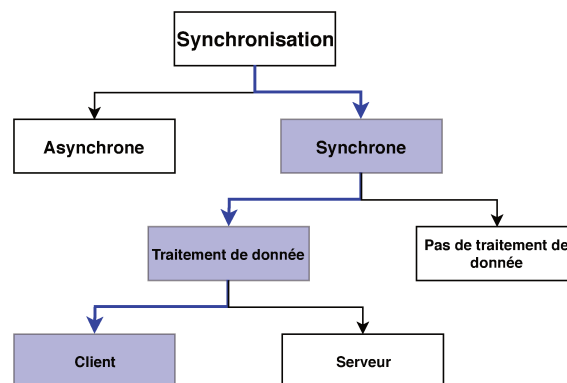 Synchronisation
Asynchrone
Synchrone
Traitement de donnée
Pas de traitement de
donnée
Client
Serveur